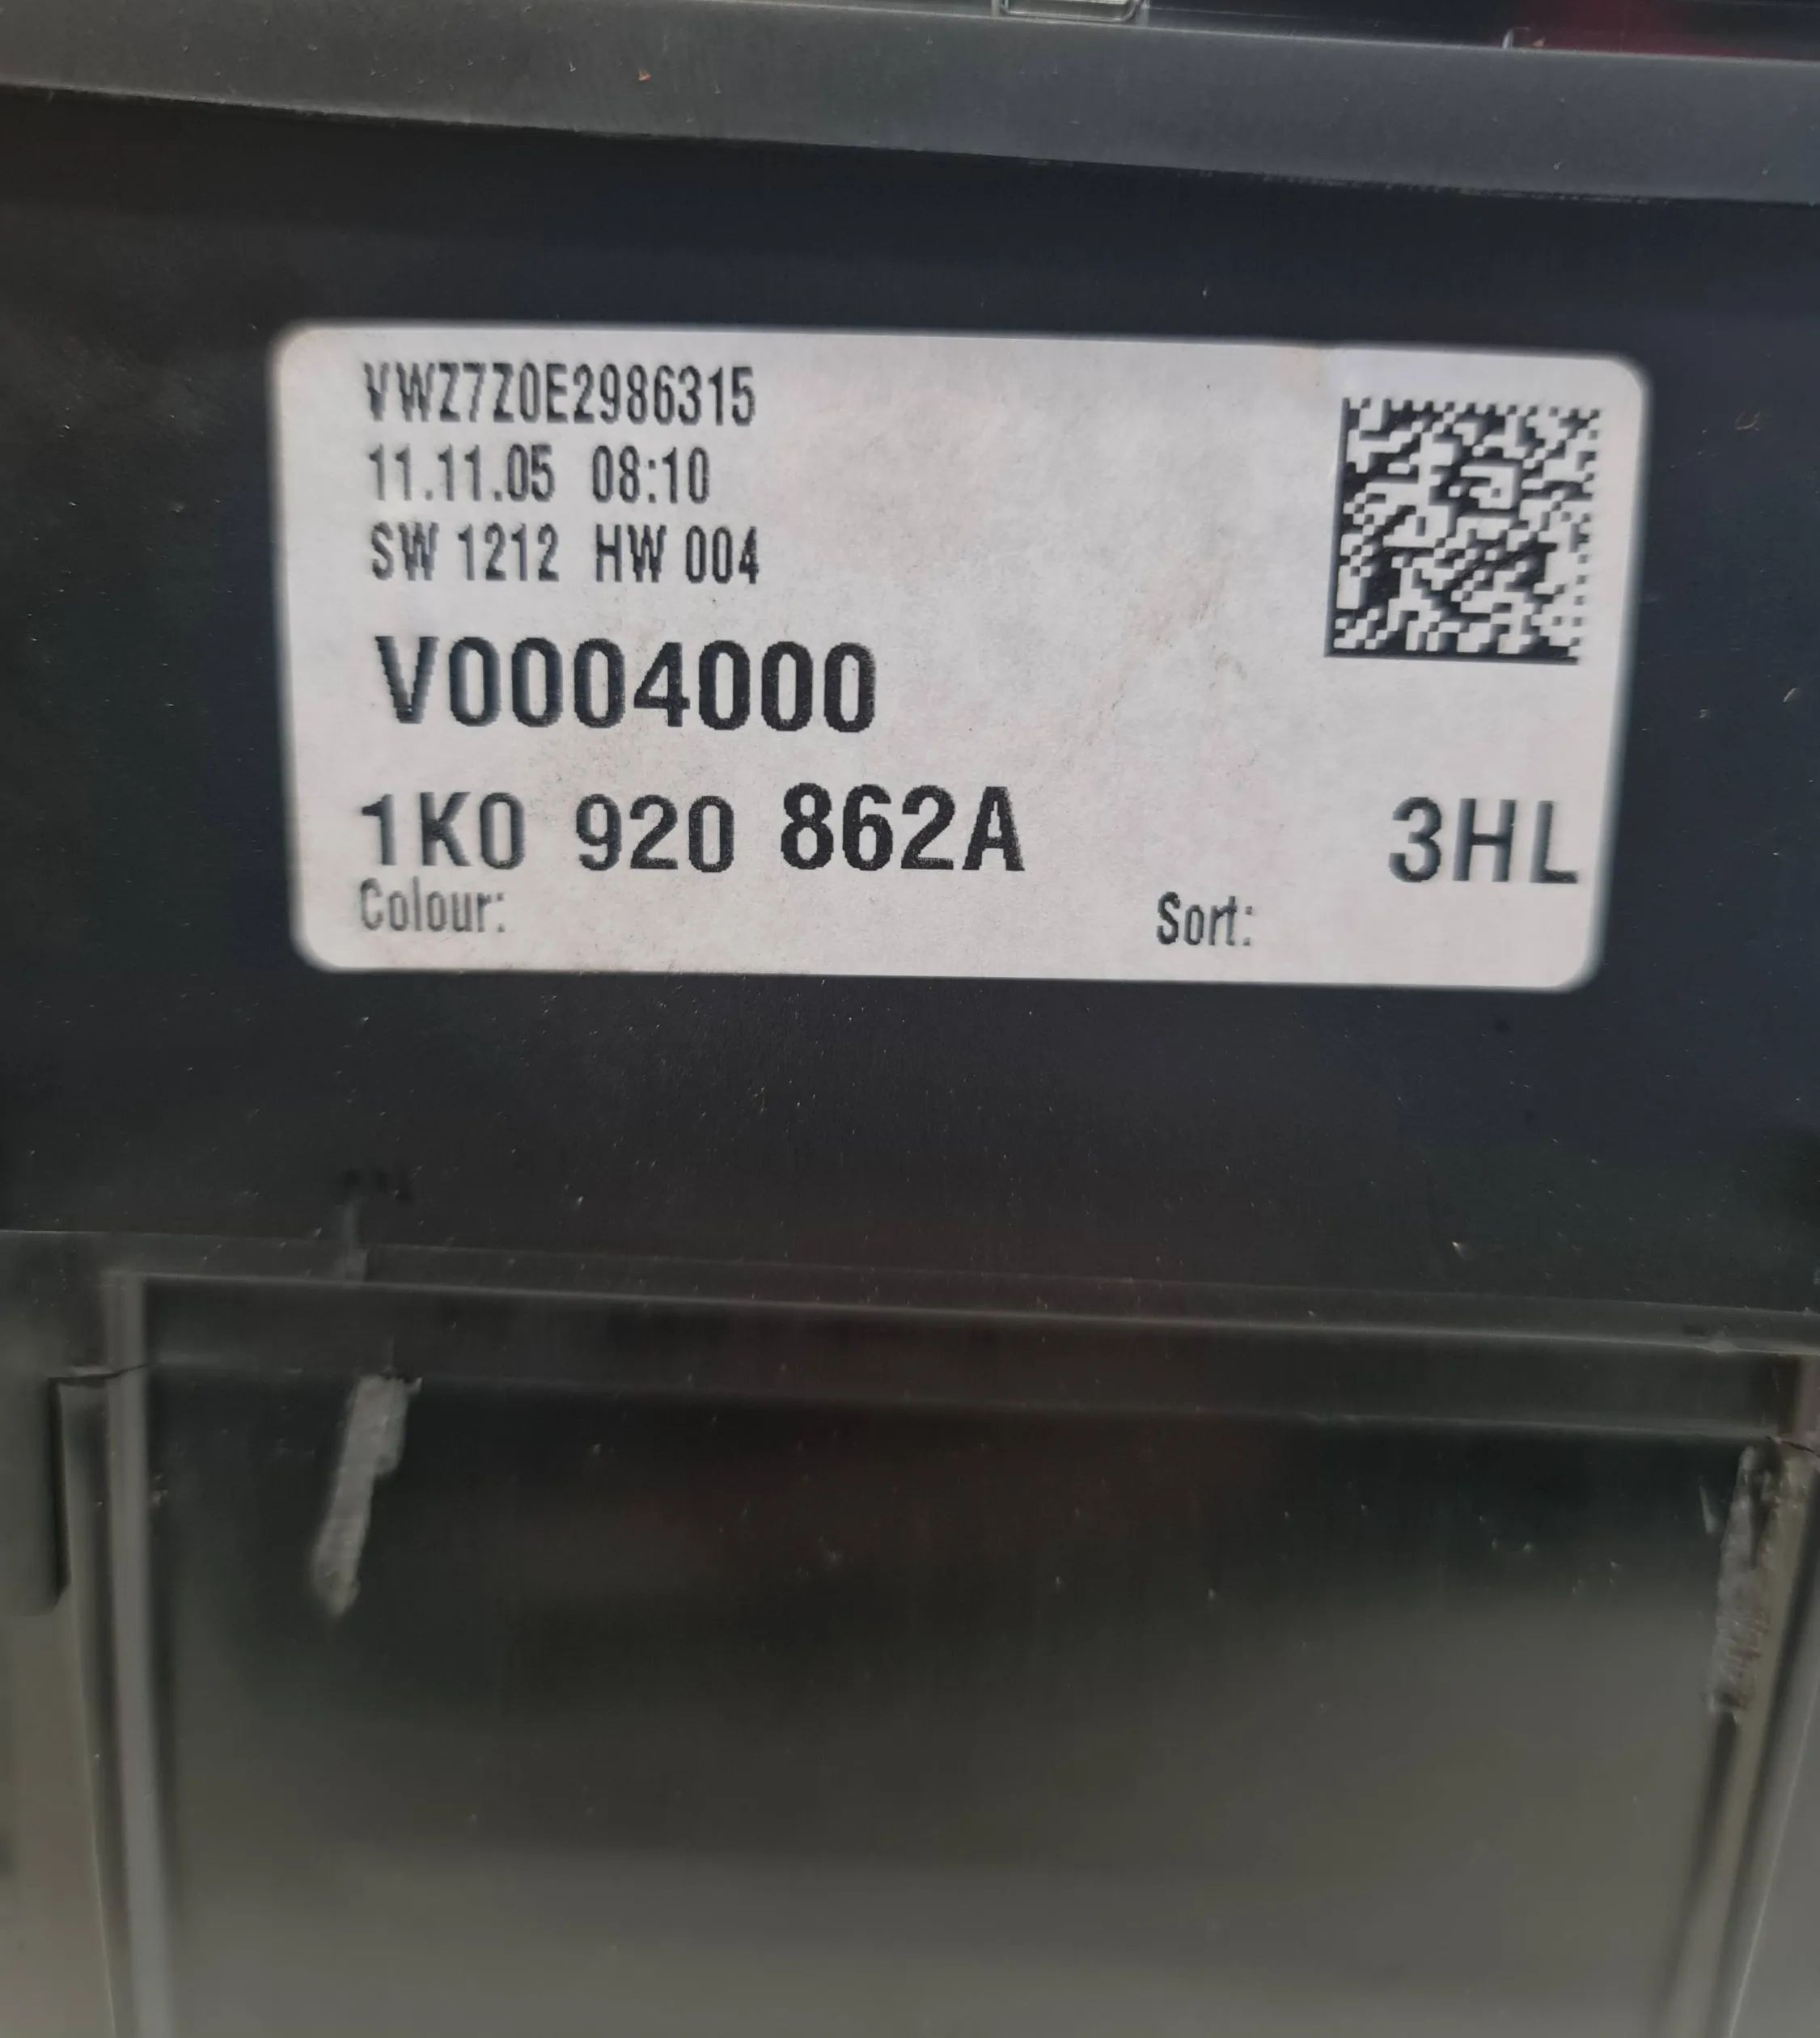 VWZ7Z0E2986315
11.11.05 08:10
SW 1212 HW 004
V0004000
1K0 920 862A 3HL
Colour: Sort: